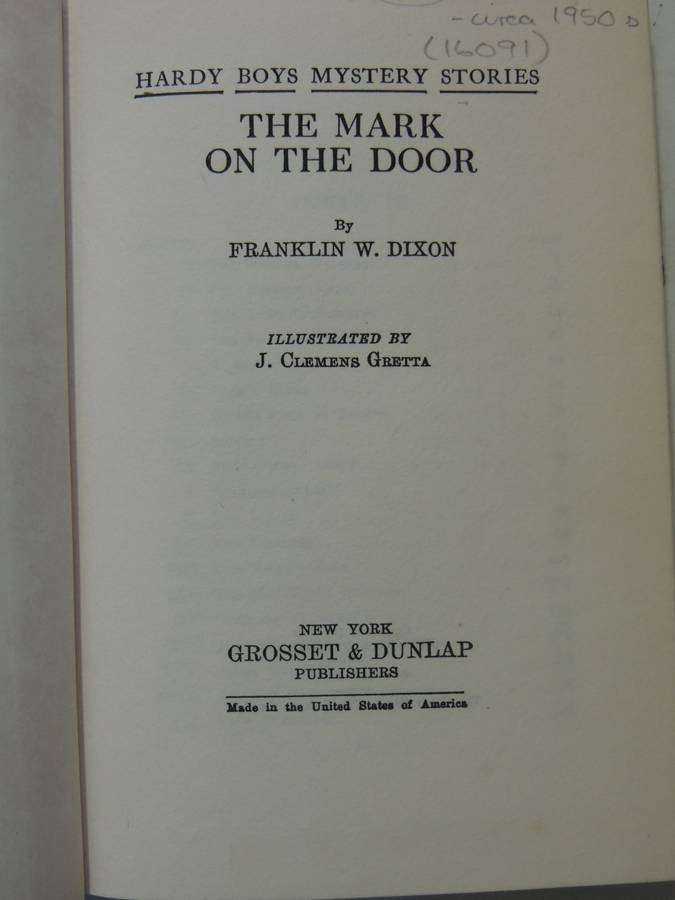 - circa 1950s
(16091)
HARDY BOYS MYSTERY STORIES
THE MARK
ON THE DOOR
By
FRANKLIN W. DIXON
ILLUSTRATED BY
J. CLEMENS GRETTA
NEW YORK
GROSSET & DUNLAP
PUBLISHERS
Made in the United States of America